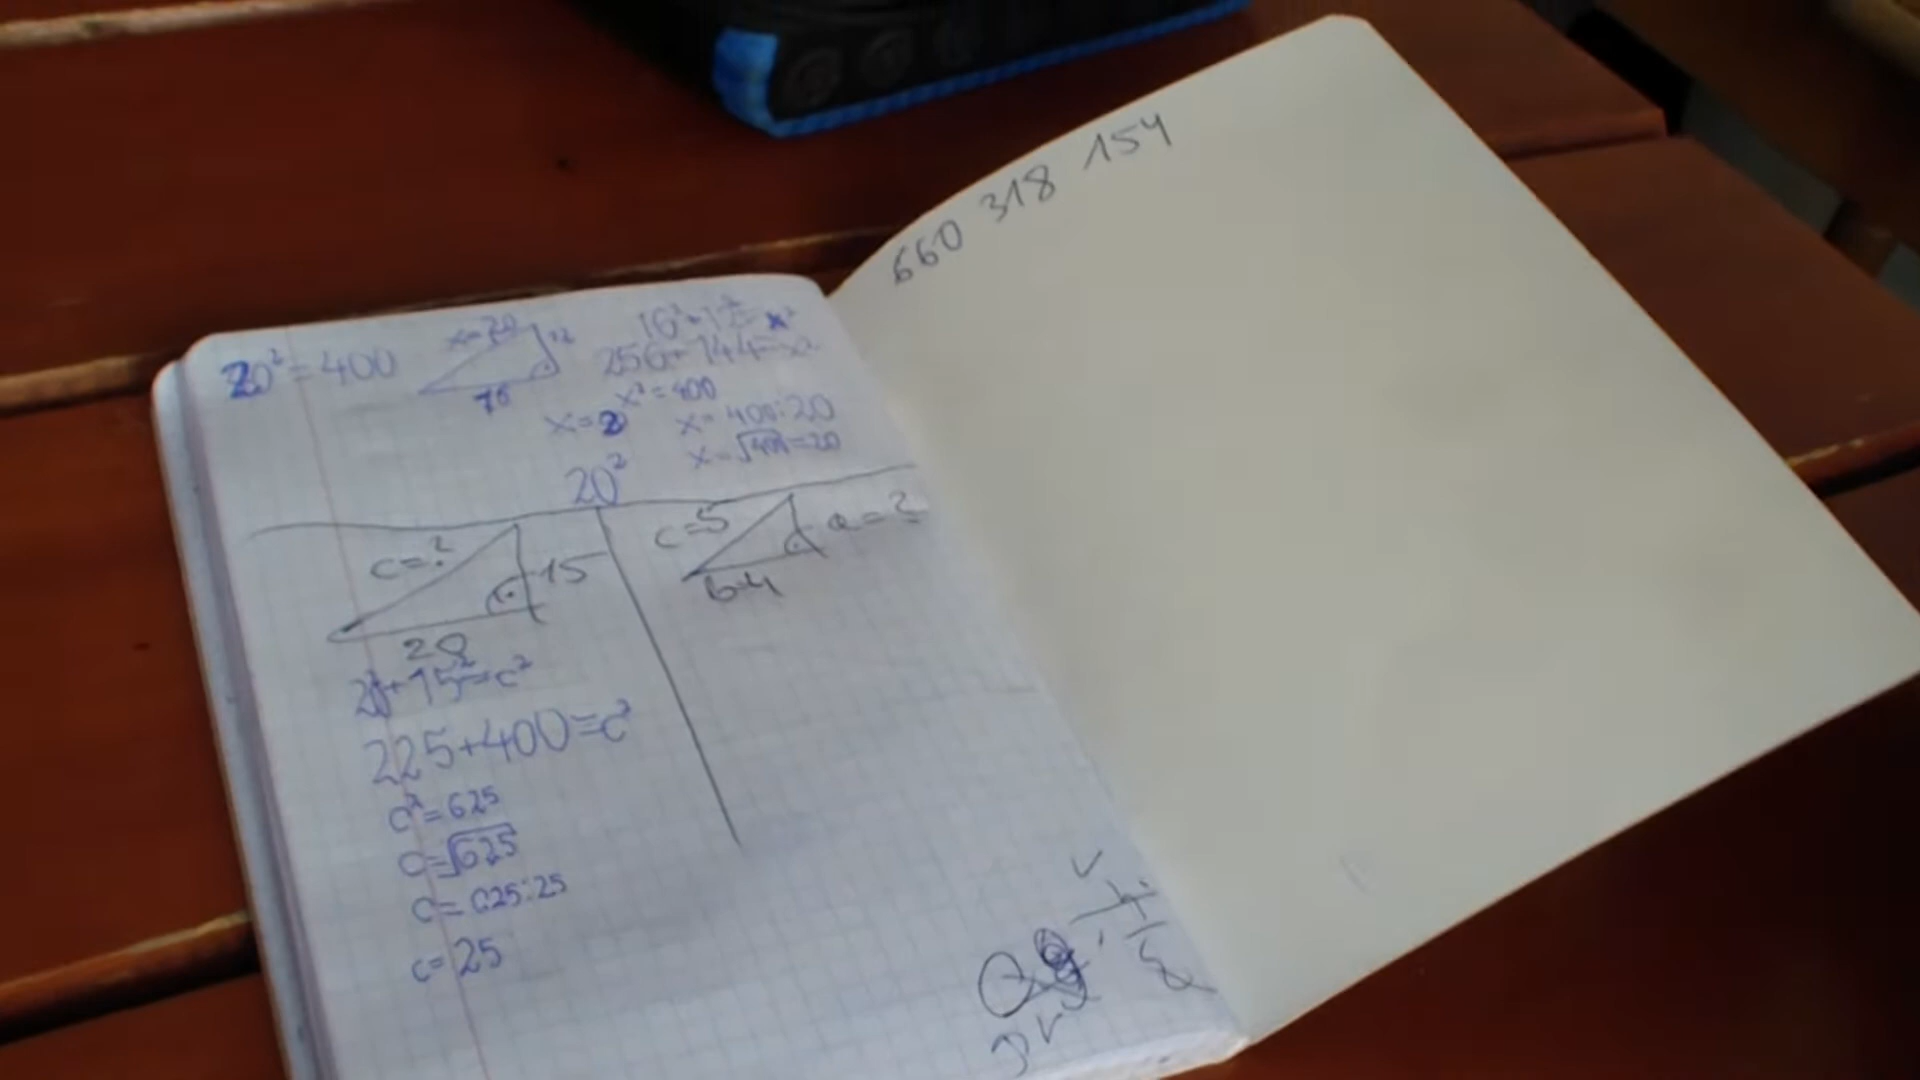 20² = 400
x=20
12
16
16²+12²=x²
256+144=x²
x²=400
x=400:20
x=√400=20
20²
c=?
15
20
20²+15²=c²
225+400=c²
c²=625
c=√625
c=625:25
c=25
c=5
a=?
b=4
660 318 154